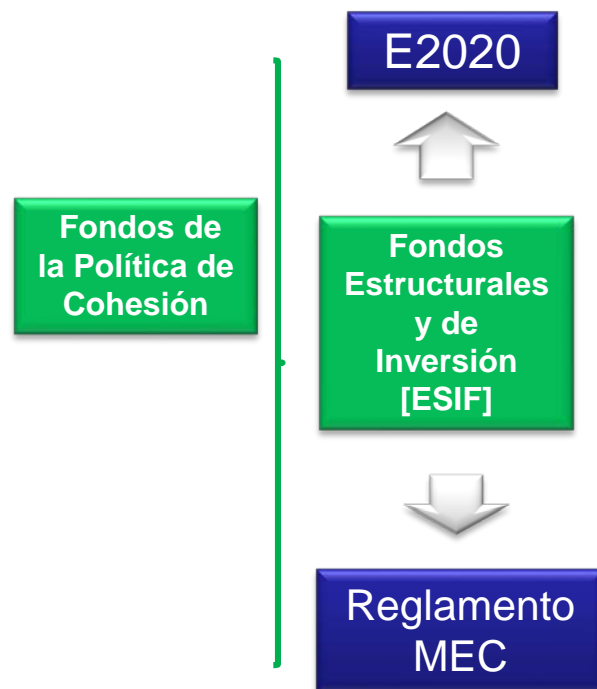 E2020
Fondos de
la Política de
Cohesión
Fondos
Estructurales
y de
Inversión
[ESIF]
Reglamento
MEC